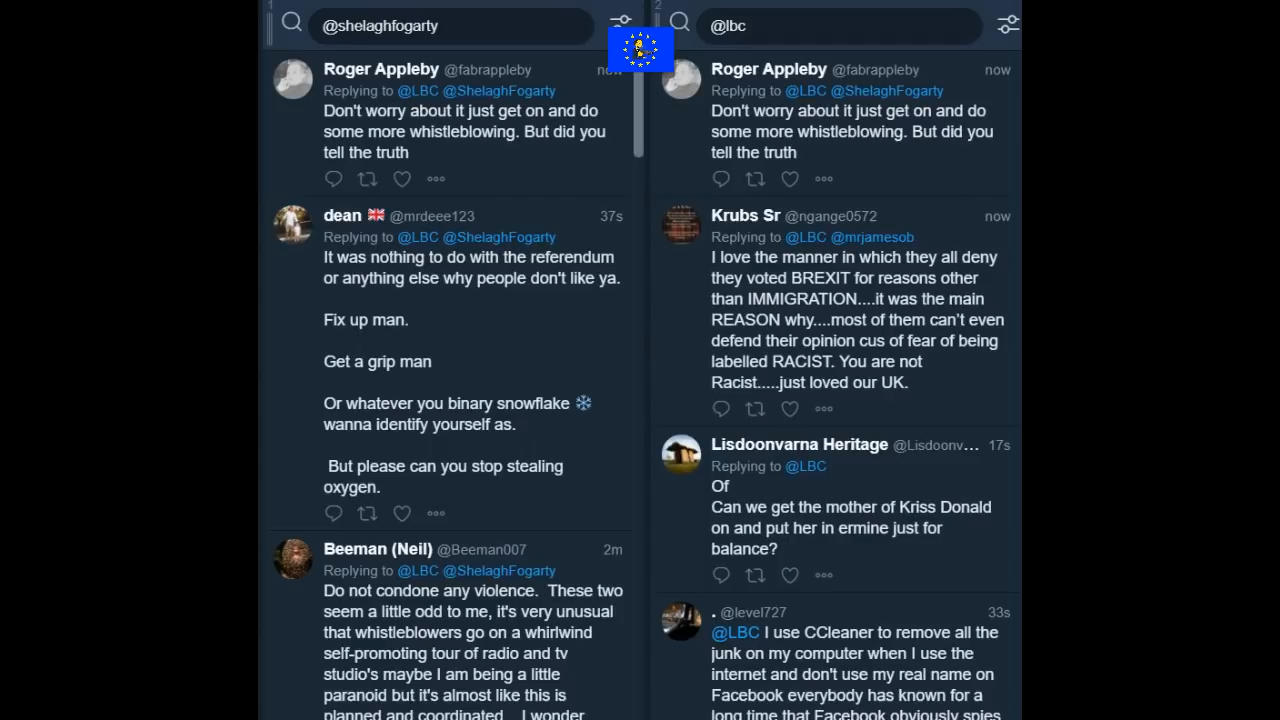 1
@shelaghfogarty
Roger Appleby @fabrappleby now
Replying to @LBC @ShelaghFogarty
Don't worry about it just get on and do
some more whistleblowing. But did you
tell the truth
dean 🇬🇧 @mrdeee123 37s
Replying to @LBC @ShelaghFogarty
It was nothing to do with the referendum
or anything else why people don't like ya.
Fix up man.
Get a grip man
Or whatever you binary snowflake ❄️
wanna identify yourself as.
But please can you stop stealing
oxygen.
Beeman (Neil) @Beeman007 2m
Replying to @LBC @ShelaghFogarty
Do not condone any violence. These two
seem a little odd to me, it's very unusual
that whistleblowers go on a whirlwind
self-promoting tour of radio and tv
studio's maybe I am being a little
paranoid but it's almost like this is
planned and coordinated I wonder
2
@lbc
Roger Appleby @fabrappleby now
Replying to @LBC @ShelaghFogarty
Don't worry about it just get on and do
some more whistleblowing. But did you
tell the truth
Krubs Sr @ngange0572 now
Replying to @LBC @mrjamesob
I love the manner in which they all deny
they voted BREXIT for reasons other
than IMMIGRATION....it was the main
REASON why....most of them can’t even
defend their opinion cus of fear of being
labelled RACIST. You are not
Racist.....just loved our UK.
Lisdoonvarna Heritage @Lisdoonv... 17s
Replying to @LBC
Of
Can we get the mother of Kriss Donald
on and put her in ermine just for
balance?
. @level727 33s
@LBC I use CCleaner to remove all the
junk on my computer when I use the
internet and don't use my real name on
Facebook everybody has known for a
long time that Facebook obviously spies